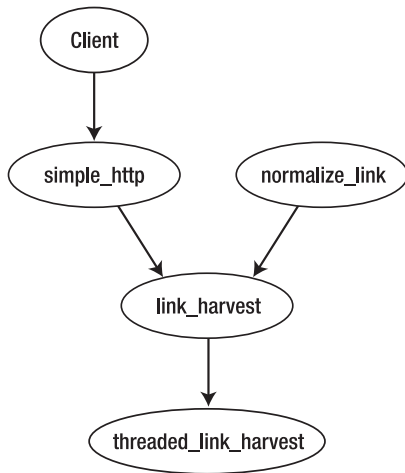 Client
simple_http
normalize_link
link_harvest
threaded_link_harvest